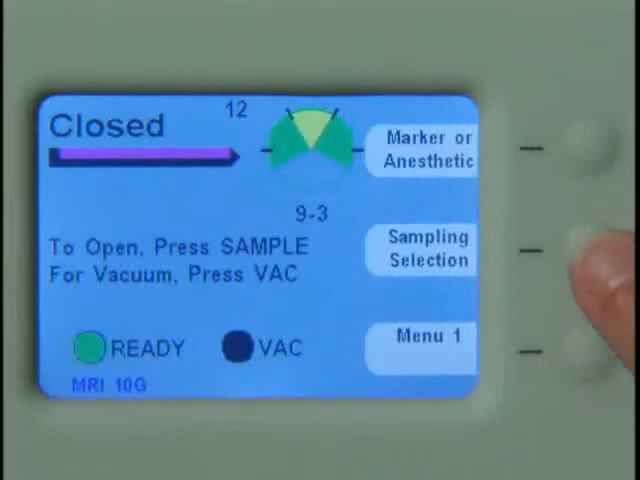 Closed
12
Marker or
Anesthetic
9-3
To Open, Press SAMPLE
For Vacuum, Press VAC
Sampling
Selection
READY
VAC
Menu 1
MRI 10G